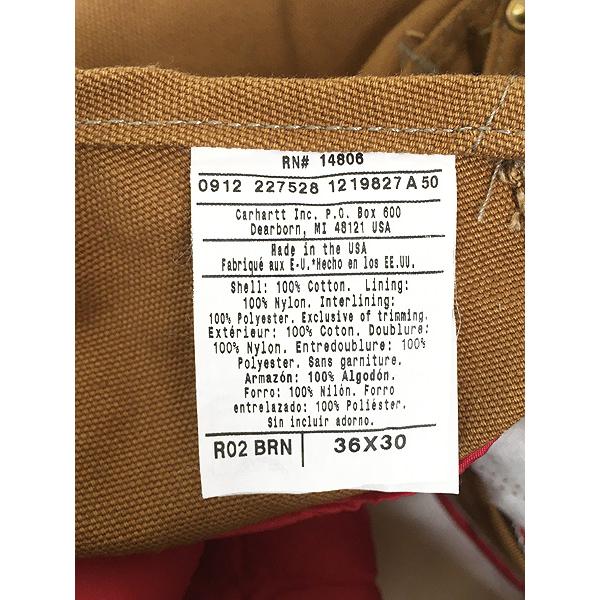 RN# 14806
0912 227528 1219827 A 50
Carhartt Inc. P.O. Box 600
Dearborn, MI 48121 USA
Made in the USA
Fabriqué aux E-U.*Hecho en los EE.UU.
Shell: 100% Cotton. Lining:
100% Nylon. Interlining:
100% Polyester. Exclusive of trimming.
Extérieur: 100% Coton. Doublure:
100% Nylon. Entredoublure: 100%
Polyester. Sans garniture.
Armazón: 100% Algodón.
Forro: 100% Nilón. Forro
entrelazado: 100% Poliéster.
Sin incluir adorno.
R02 BRN 36X30